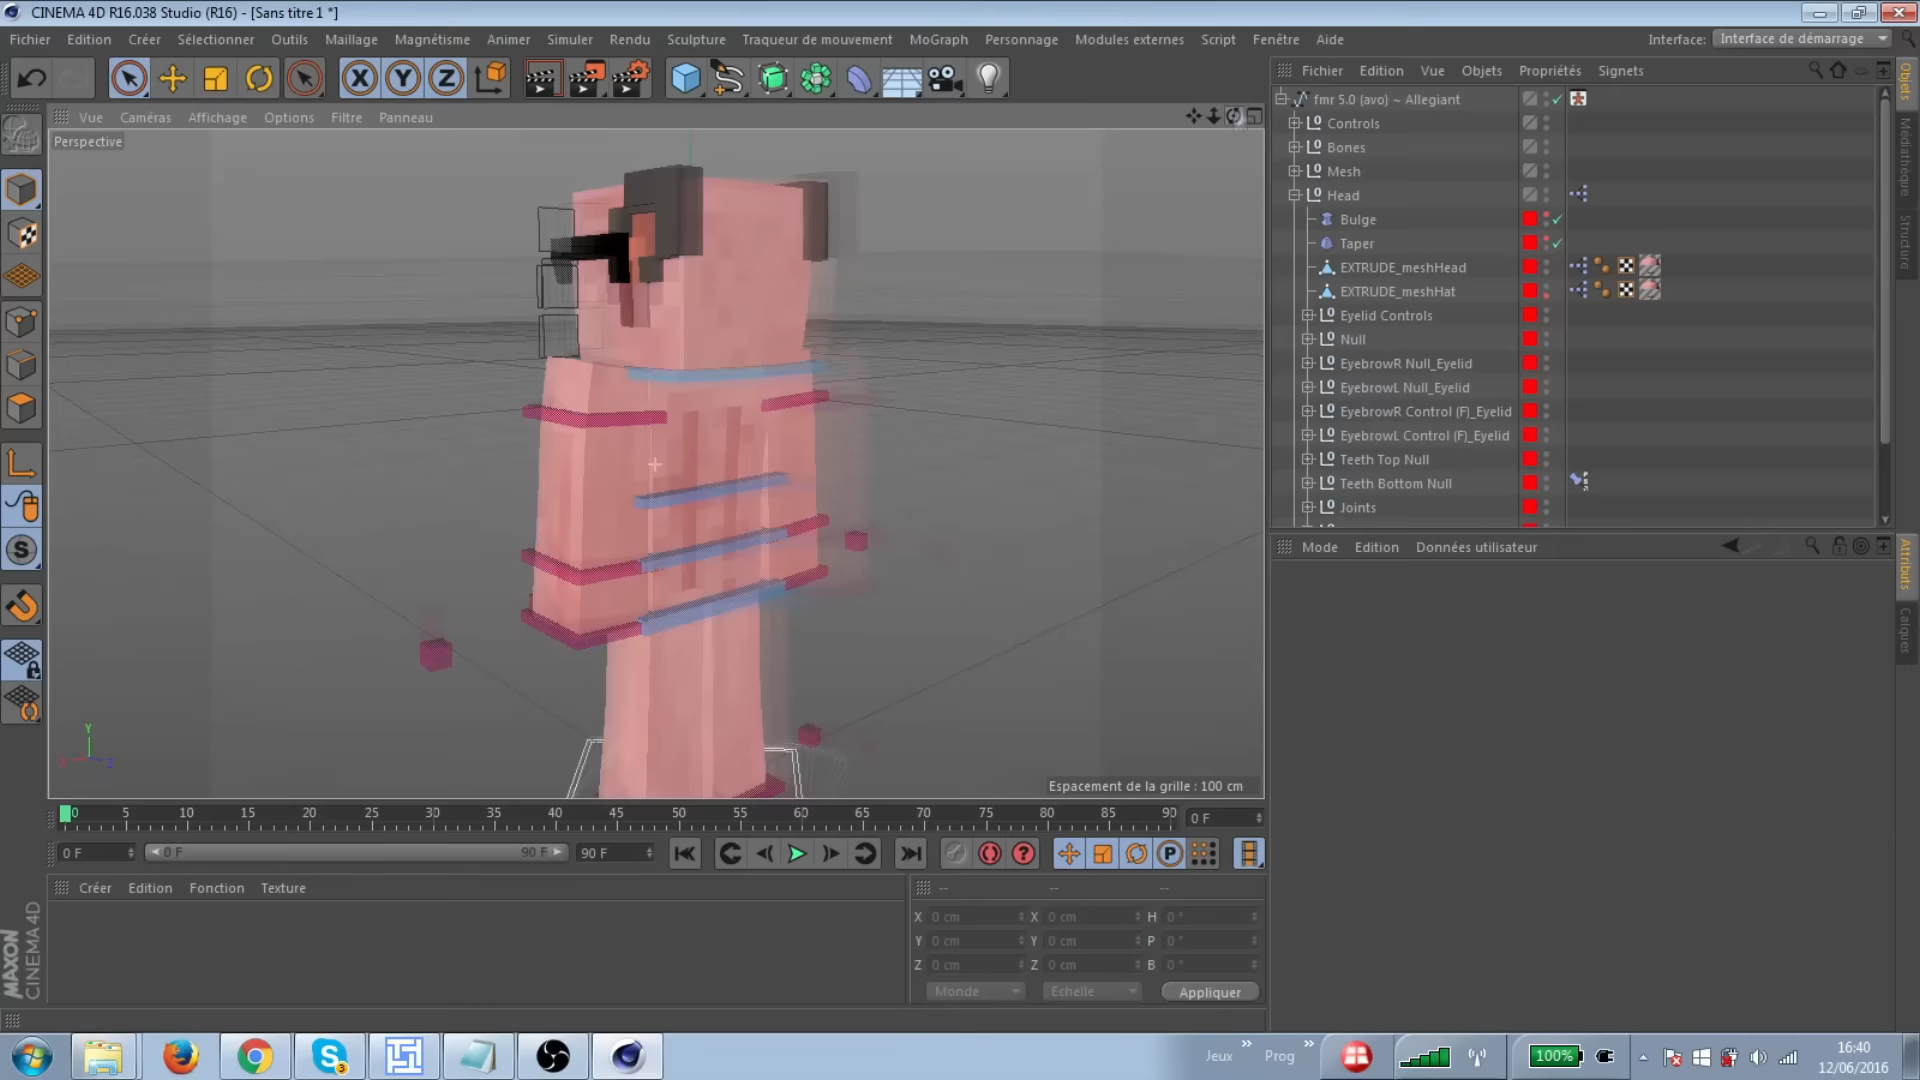 CINEMA 4D R16.038 Studio (R16) - [Sans titre 1 *]
Fichier Edition Créer Sélectionner Outils Maillage Magnétisme Animer Simuler Rendu Sculpture Traqueur de mouvement MoGraph Personnage Modules externes Script Fenêtre Aide Interface: Interface de démarrage
X Y Z
Fichier Edition Vue Objets Propriétés Signets
Objets
Médiathèque
Structure
Vue Caméras Affichage Options Filtre Panneau
Perspective
fmr 5.0 (avo) ~ Allegiant
Controls
Bones
Mesh
Head
Bulge
Taper
EXTRUDE_meshHead
EXTRUDE_meshHat
Eyelid Controls
Null
EyebrowR Null_Eyelid
EyebrowL Null_Eyelid
EyebrowR Control (F)_Eyelid
EyebrowL Control (F)_Eyelid
Teeth Top Null
Teeth Bottom Null
Joints
Mode Edition Données utilisateur
Attributs
Calques
Y
X Z
Espacement de la grille : 100 cm
0 5 10 15 20 25 30 35 40 45 50 55 60 65 70 75 80 85 90 0 F
0 F 0 F 90 F 90 F
P
Créer Edition Fonction Texture
-- -- --
X 0 cm X 0 cm H 0 °
Y 0 cm Y 0 cm P 0 °
Z 0 cm Z 0 cm B 0 °
Monde Echelle Appliquer
MAXON
CINEMA 4D
3
Jeux » Prog »
100%
16:40
12/06/2016